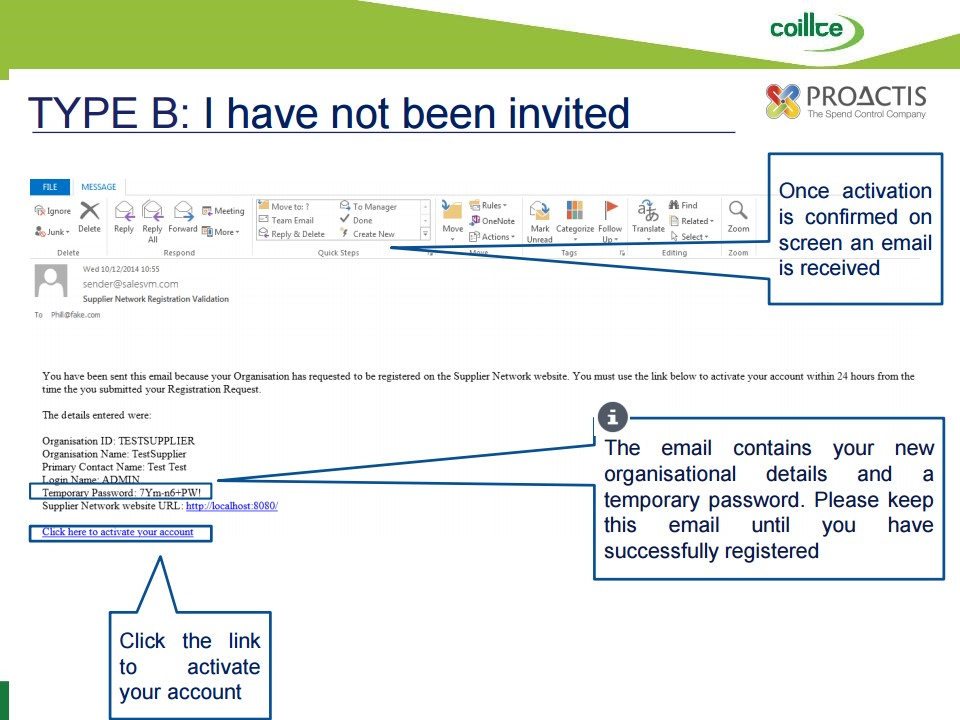 coillte
TYPE B: I have not been invited
PROACTIS
The Spend Control Company
Once activation
is confirmed on
screen an email
is received
FILE MESSAGE
Ignore
Junk
Delete
Reply
Reply All
Forward
Meeting
More
Move to: ?
Team Email
Reply & Delete
To Manager
Done
Create New
Move
Rules
OneNote
Actions
Mark Unread
Categorize
Follow Up
Translate
Find
Related
Select
Zoom
Delete Respond Quick Steps Move Tags Editing Zoom
Wed 10/12/2014 10:55
sender@salesvm.com
Supplier Network Registration Validation
To Phill@fake.com
You have been sent this email because your Organisation has requested to be registered on the Supplier Network website. You must use the link below to activate your account within 24 hours from the
time the you submitted your Registration Request.
The details entered were:
Organisation ID: TESTSUPPLIER
Organisation Name: TestSupplier
Primary Contact Name: Test Test
Login Name: ADMIN
Temporary Password: 7Ym-n6+PW!
Supplier Network website URL: http://localhost:8080/
Click here to activate your account
i
The email contains your new
organisational details and a
temporary password. Please keep
this email until you have
successfully registered
Click the link
to activate
your account